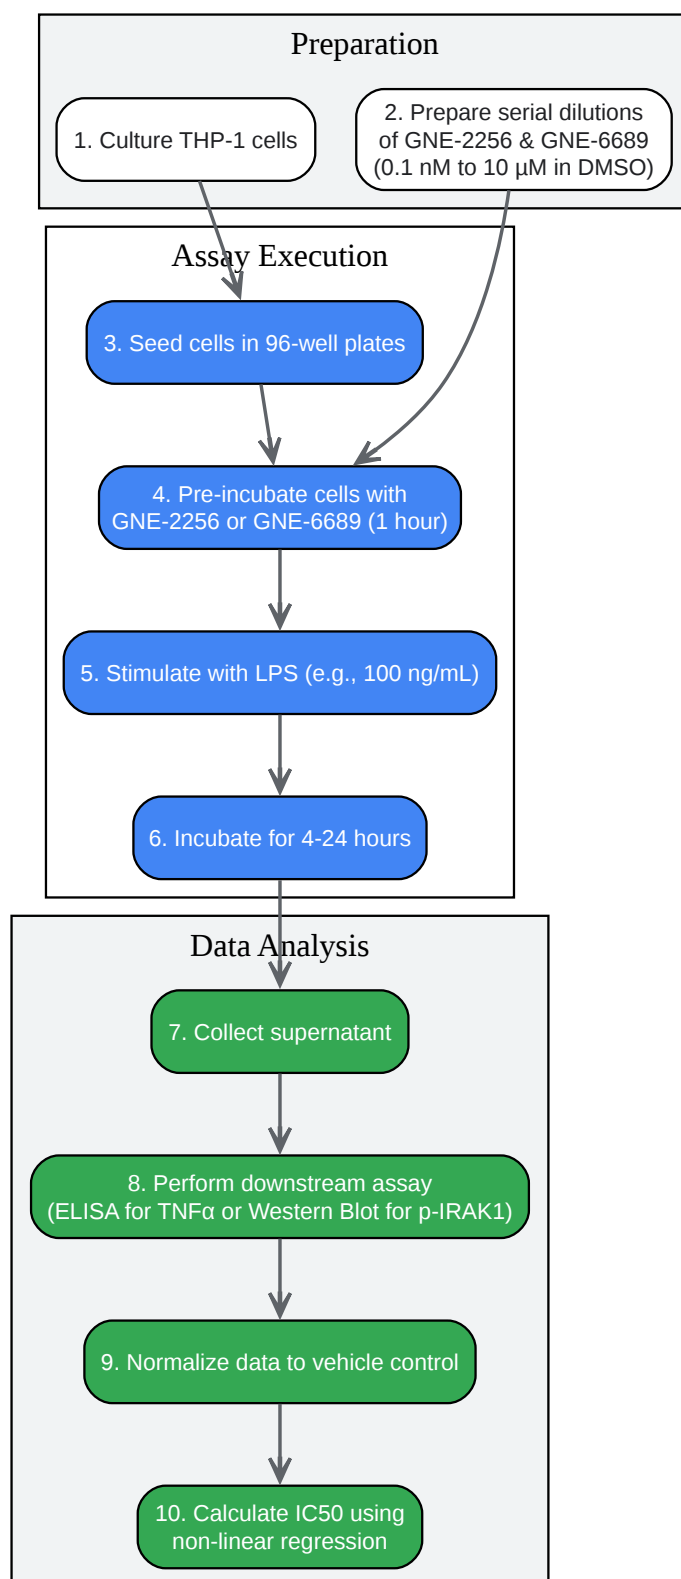 Preparation
1. Culture THP-1 cells
2. Prepare serial dilutions
of GNE-2256 & GNE-6689
(0.1 nM to 10 µM in DMSO)
Assay Execution
3. Seed cells in 96-well plates
4. Pre-incubate cells with
GNE-2256 or GNE-6689 (1 hour)
5. Stimulate with LPS (e.g., 100 ng/mL)
6. Incubate for 4-24 hours
Data Analysis
7. Collect supernatant
8. Perform downstream assay
(ELISA for TNFα or Western Blot for p-IRAK1)
9. Normalize data to vehicle control
10. Calculate IC50 using
non-linear regression